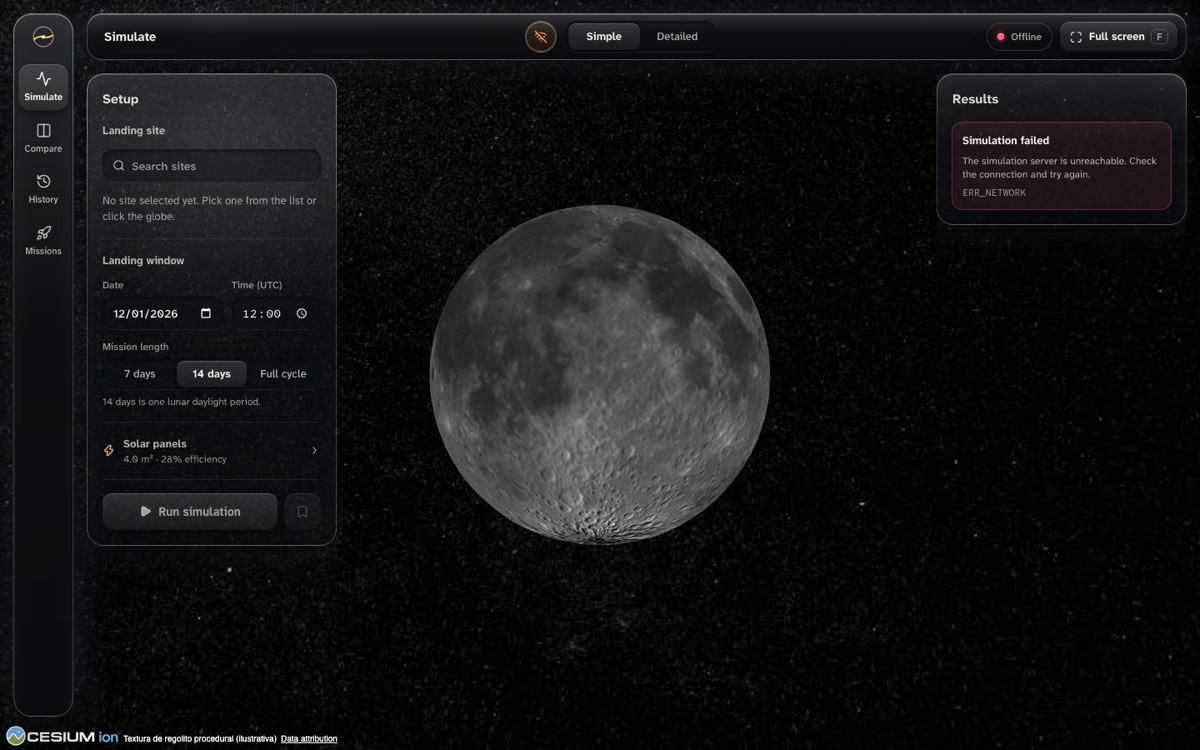 Simulate
Simple
Detailed
Offline
Full screen
F
Simulate
Compare
History
Missions
Setup
Landing site
Search sites
No site selected yet. Pick one from the list or
click the globe.
Landing window
Date
Time (UTC)
12/01/2026
12:00
Mission length
7 days
14 days
Full cycle
14 days is one lunar daylight period.
Solar panels
4.0 m² · 28% efficiency
Run simulation
Results
Simulation failed
The simulation server is unreachable. Check
the connection and try again.
ERR_NETWORK
CESIUM ion
Textura de regolito procedural (ilustrativa) Data attribution